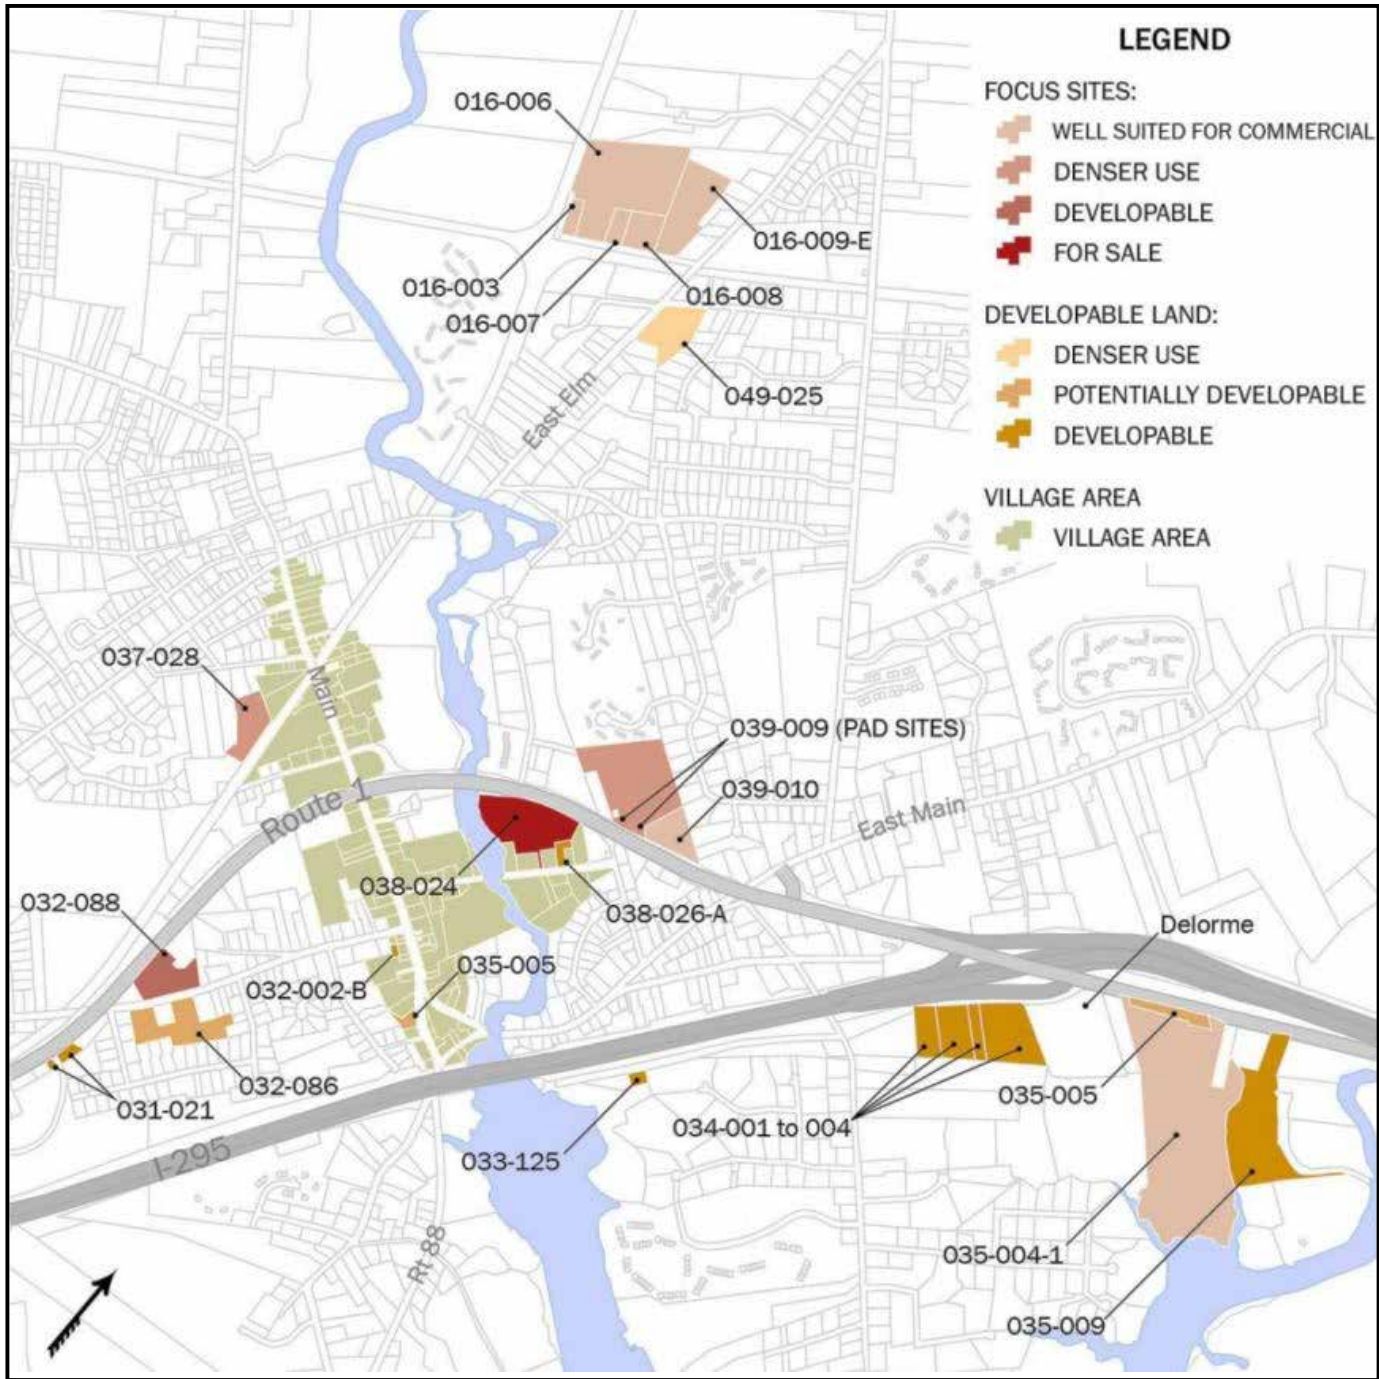 LEGEND
FOCUS SITES:
WELL SUITED FOR COMMERCIAL
DENSER USE
DEVELOPABLE
FOR SALE
DEVELOPABLE LAND:
DENSER USE
POTENTIALLY DEVELOPABLE
DEVELOPABLE
VILLAGE AREA
VILLAGE AREA
016-006
016-009-E
016-003
016-008
016-007
049-025
East Elm
037-028
Main
039-009 (PAD SITES)
039-010
Route 1
East Main
038-024
032-088
038-026-A
Delorme
035-005
032-002-B
032-086
035-005
031-021
034-001 to 004
I-295
033-125
Rt 88
035-004-1
035-009